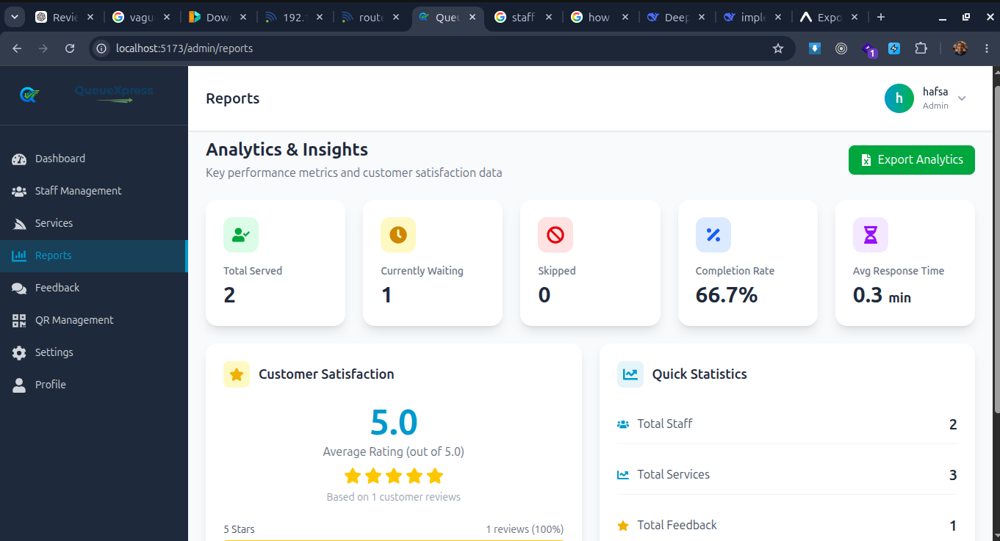 Revie
vagu
Dow
192.
route
Queu
staff
how
Deep
imple
Expo
localhost:5173/admin/reports
1
QueueXpress
Reports
h
hafsa
Admin
Dashboard
Staff Management
Services
Reports
Feedback
QR Management
Settings
Profile
Analytics & Insights
Key performance metrics and customer satisfaction data
Export Analytics
Total Served
2
Currently Waiting
1
Skipped
0
Completion Rate
66.7%
Avg Response Time
0.3 min
Customer Satisfaction
5.0
Average Rating (out of 5.0)
Based on 1 customer reviews
5 Stars 1 reviews (100%)
Quick Statistics
Total Staff 2
Total Services 3
Total Feedback 1